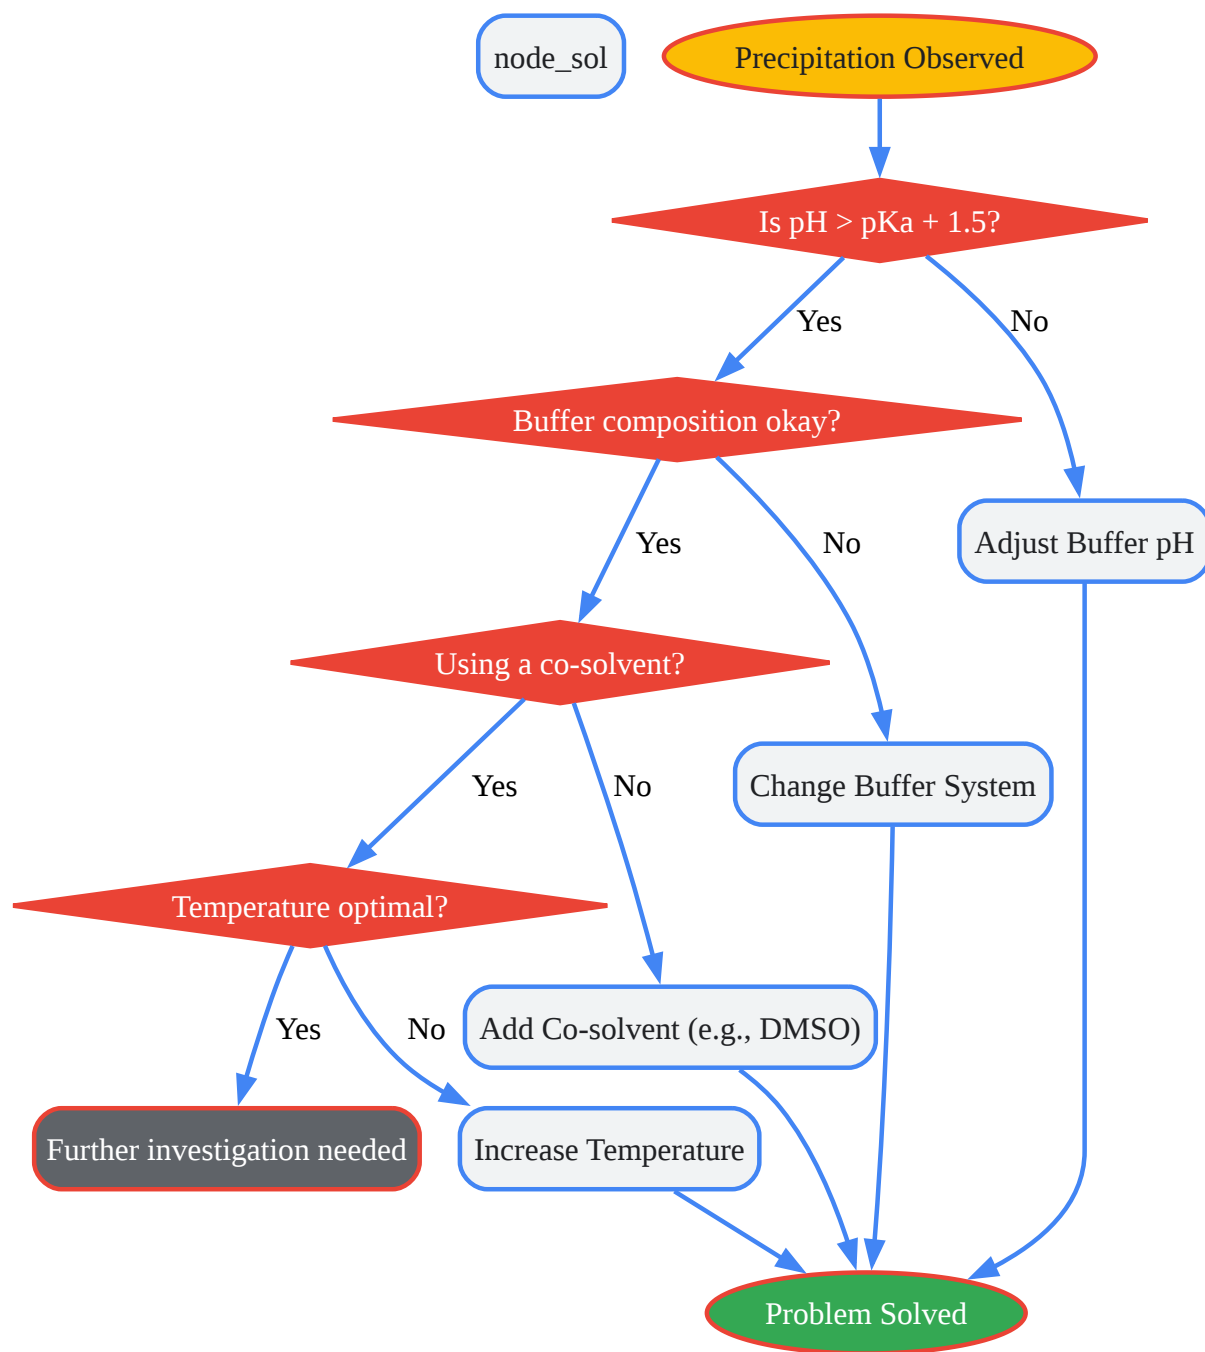 node_sol
Precipitation Observed
Is pH > pKa + 1.5?
Yes
No
Buffer composition okay?
Yes
No
Adjust Buffer pH
Using a co-solvent?
Yes
No
Change Buffer System
Temperature optimal?
Yes
No
Add Co-solvent (e.g., DMSO)
Further investigation needed
Increase Temperature
Problem Solved